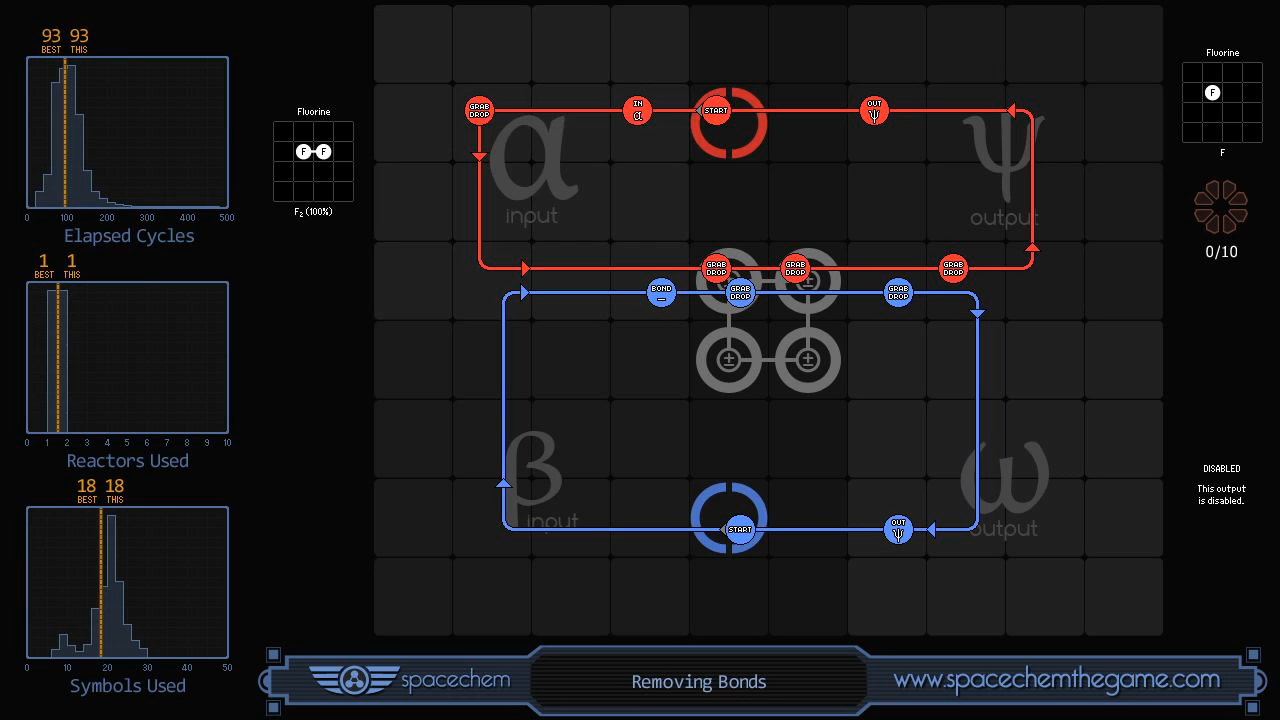 93 93
BEST THIS
0 100 200 300 400 500
Elapsed Cycles
1 1
BEST THIS
0 1 2 3 4 5 6 7 8 9 10
Reactors Used
18 18
BEST THIS
0 10 20 30 40 50
Symbols Used
Fluorine
F F
F₂ (100%)
GRAB DROP
IN α
START
OUT Ψ
α
input
Ψ
output
GRAB DROP
GRAB DROP
GRAB DROP
BOND –
GRAB DROP
GRAB DROP
± ±
β
input
ω
output
START
OUT Ψ
Fluorine
F
F
0/10
DISABLED
This output
is disabled.
spacechem
Removing Bonds
www.spacechemthegame.com